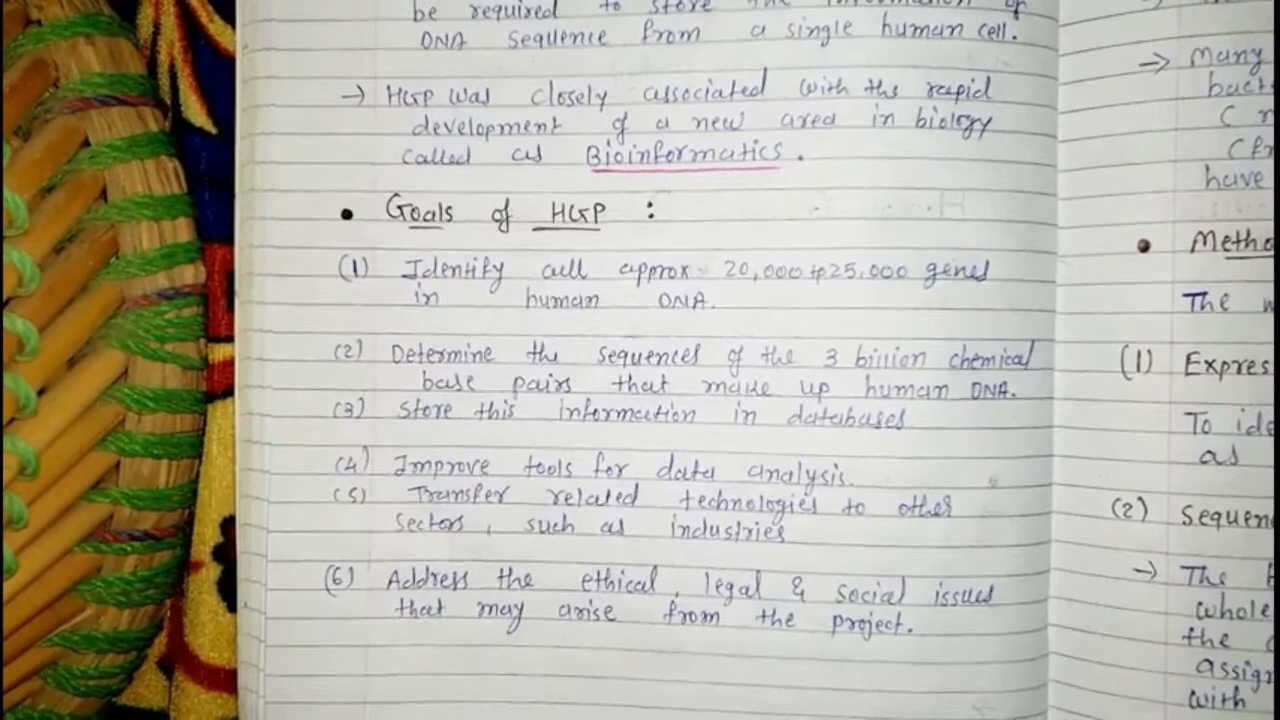 be required to store the information of
DNA sequence from a single human cell.
→ HGP was closely associated with the rapid
development of a new area in biology
called as Bioinformatics.
• Goals of HGP :
(1) Identify all approx 20,000 to 25,000 genes
in human DNA.
(2) Determine the sequences of the 3 billion chemical
base pairs that make up human DNA.
(3) Store this information in databases
(4) Improve tools for data analysis.
(5) Transfer related technologies to other
sectors, such as industries
(6) Address the ethical, legal & social issues
that may arise from the project.
→ Many
bact
(
(
have
• Metho
The
(1) Expres
To ide
as
(2) Sequen
→ The
whole
the
assign
with